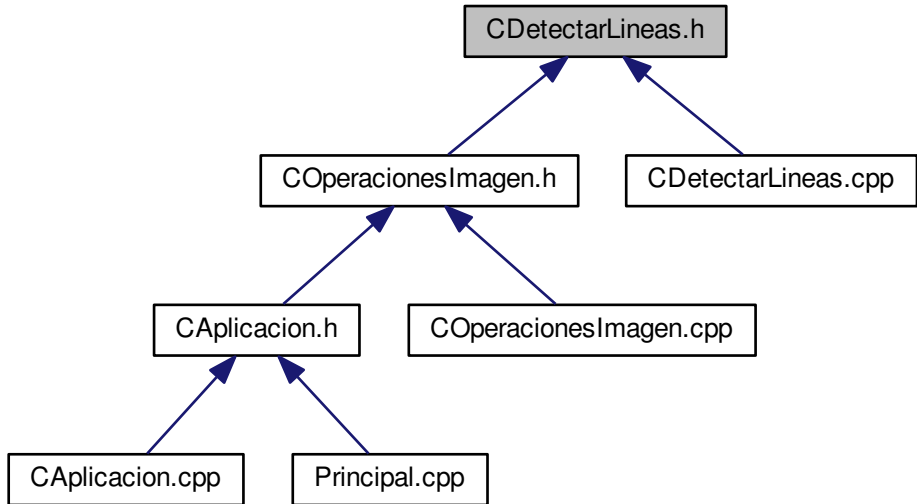 CDetectarLineas.h
COperacionesImagen.h
CDetectarLineas.cpp
CAplicacion.h
COperacionesImagen.cpp
CAplicacion.cpp
Principal.cpp